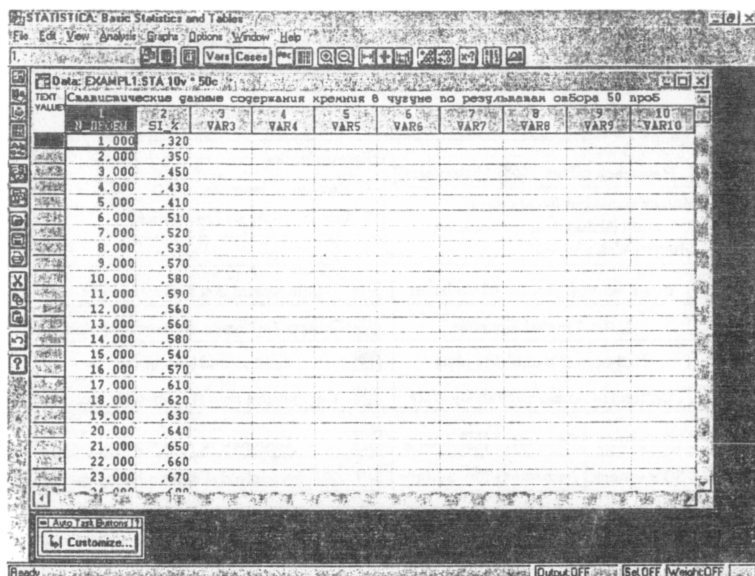 STATISTICA: Basic Statistics and Tables
File Edit View Analysis Graphs Options Window Help
1. Vars Cases
Data: EXAMPL1.STA 10v * 50c
TEXT VALUE Свависвические данные содержания кремния в чугуне по резульвавам овбора 50 проб
1 2 3 4 5 6 7 8 9 10
SI_% VAR3 VAR4 VAR5 VAR6 VAR7 VAR8 VAR9 VAR10
1,000 ,320
2,000 ,350
3,000 ,450
4,000 ,430
5,000 ,410
6,000 ,510
7,000 ,520
8,000 ,530
9,000 ,570
10,000 ,580
11,000 ,590
12,000 ,560
13,000 ,560
14,000 ,580
15,000 ,540
16,000 ,570
17,000 ,610
18,000 ,620
19,000 ,630
20,000 ,640
21,000 ,650
22,000 ,660
23,000 ,670
Auto Task Buttons ?
Customize...
Ready Output:OFF Sel:OFF Weight:OFF